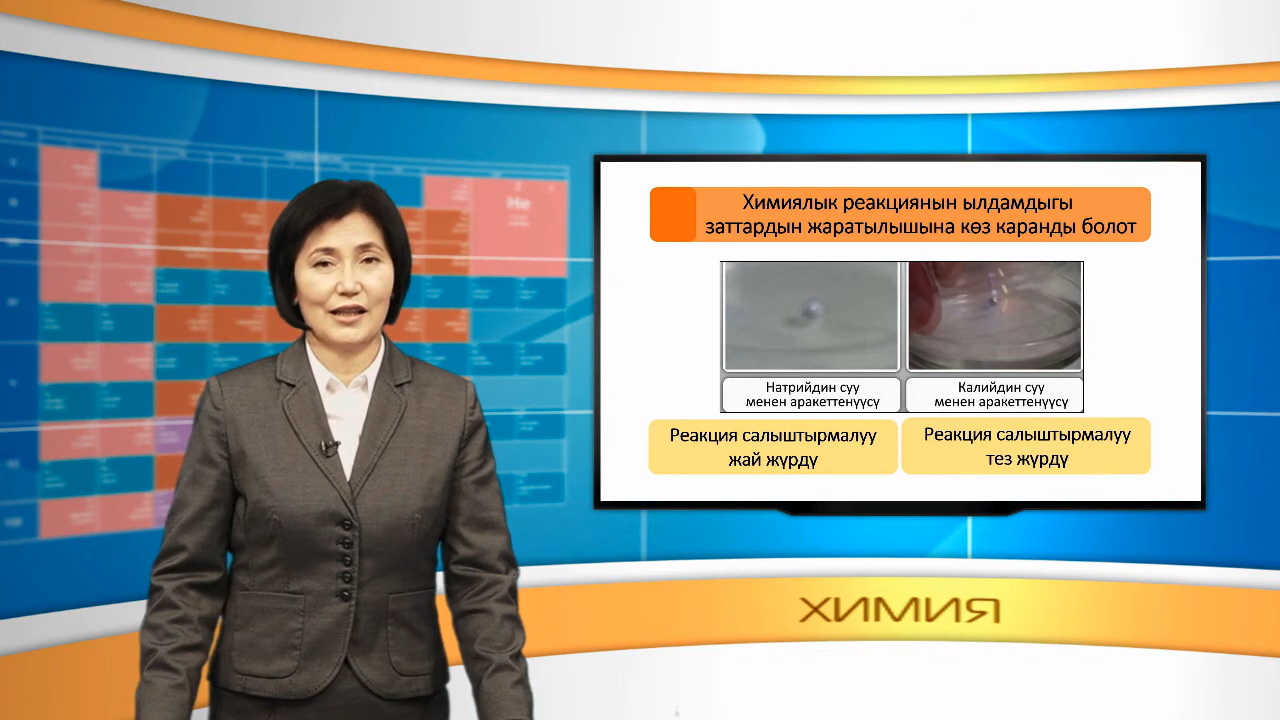 Химиялык реакциянын ылдамдыгы
заттардын жаратылышына көз каранды болот
Натрийдин суу
менен аракеттенүүсү
Калийдин суу
менен аракеттенүүсү
Реакция салыштырмалуу
жай жүрдү
Реакция салыштырмалуу
тез жүрдү
ХИМИЯ
He